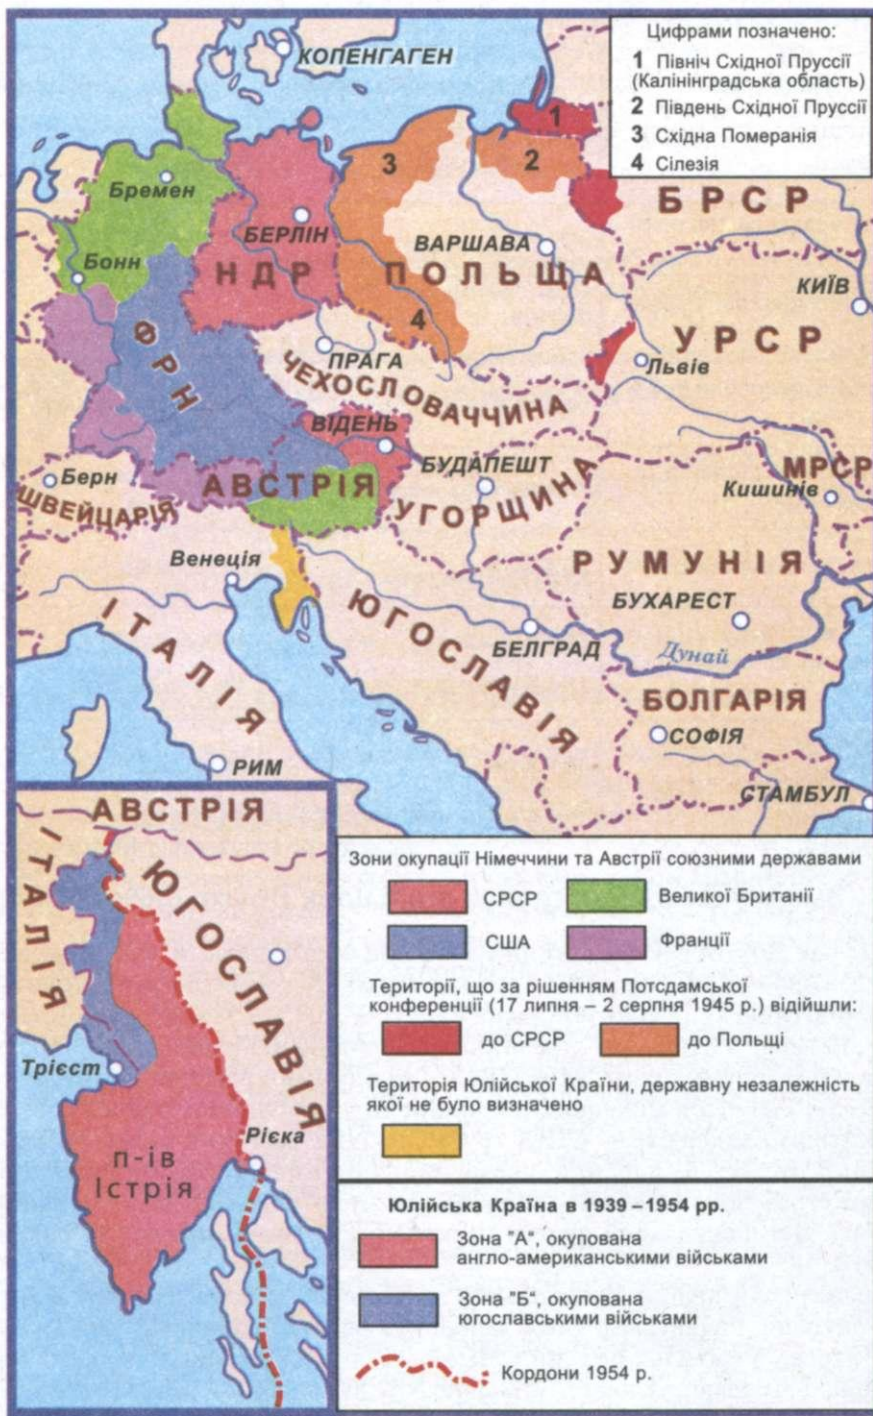 КОПЕНГАГЕН
Цифрами позначено:
1 Північ Східної Пруссії
(Калінінградська область)
2 Південь Східної Пруссії
3 Східна Померанія
4 Сілезія
1
3
2
Бремен
БРСР
БЕРЛІН
ВАРШАВА
Бонн
НДР
ПОЛЬЩА
КИЇВ
4
ФРН
ПРАГА
УРСР
Львів
ЧЕХОСЛОВАЧЧИНА
ВІДЕНЬ
БУДАПЕШТ
МРСР
Берн
АВСТРІЯ
УГОРЩИНА
Кишинів
ШВЕЙЦАРІЯ
Венеція
РУМУНІЯ
ІТАЛІЯ
ЮГОСЛАВІЯ
БУХАРЕСТ
БЕЛГРАД
Дунай
БОЛГАРІЯ
СОФІЯ
РИМ
СТАМБУЛ
АВСТРІЯ
ІТАЛІЯ
ЮГОСЛАВІЯ
Трієст
Рієка
п-ів
Істрія
Зони окупації Німеччини та Австрії союзними державами
СРСР
Великої Британії
США
Франції
Території, що за рішенням Потсдамської
конференції (17 липня – 2 серпня 1945 р.) відійшли:
до СРСР
до Польщі
Територія Юлійської Країни, державну незалежність
якої не було визначено
Юлійська Країна в 1939 – 1954 рр.
Зона "А", окупована
англо-американськими військами
Зона "Б", окупована
югославськими військами
Кордони 1954 р.